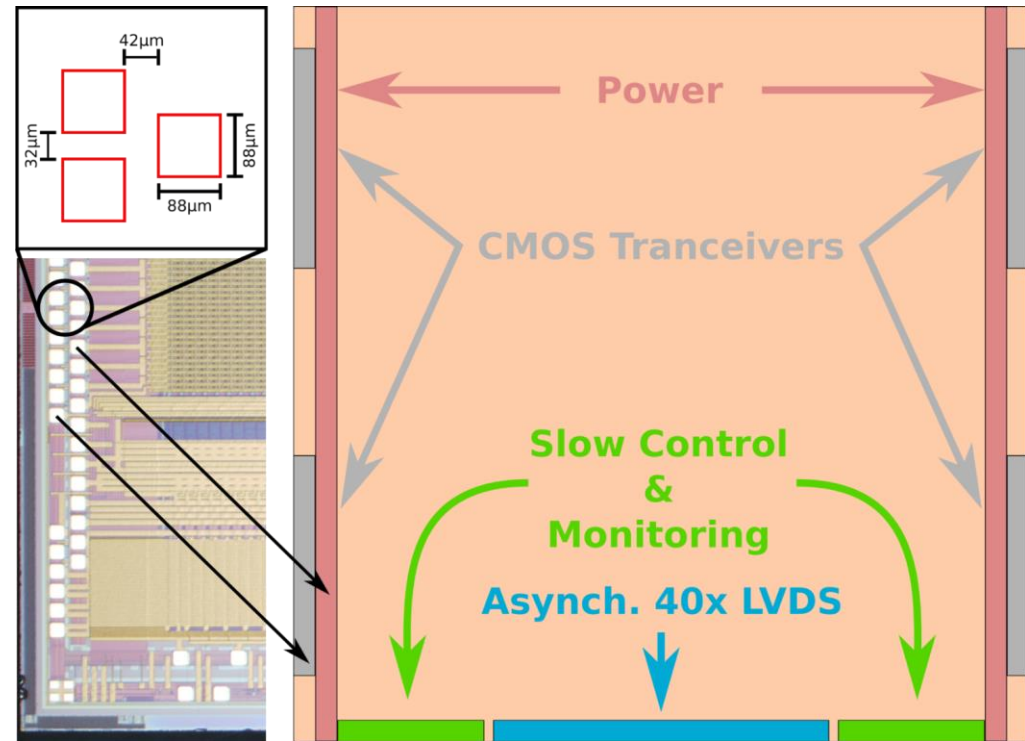 42µm
32µm
88µm
88µm
Power
CMOS Tranceivers
Slow Control
&
Monitoring
Asynch. 40x LVDS